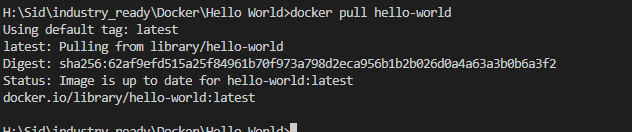 H:\Sid\industry_ready\Docker\Hello World>docker pull hello-world
Using default tag: latest
latest: Pulling from library/hello-world
Digest: sha256:62af9efd515a25f84961b70f973a798d2eca956b1b2b026d0a4a63a3b0b6a3f2
Status: Image is up to date for hello-world:latest
docker.io/library/hello-world:latest
H:\Sid\industry_ready\Docker\Hello World>